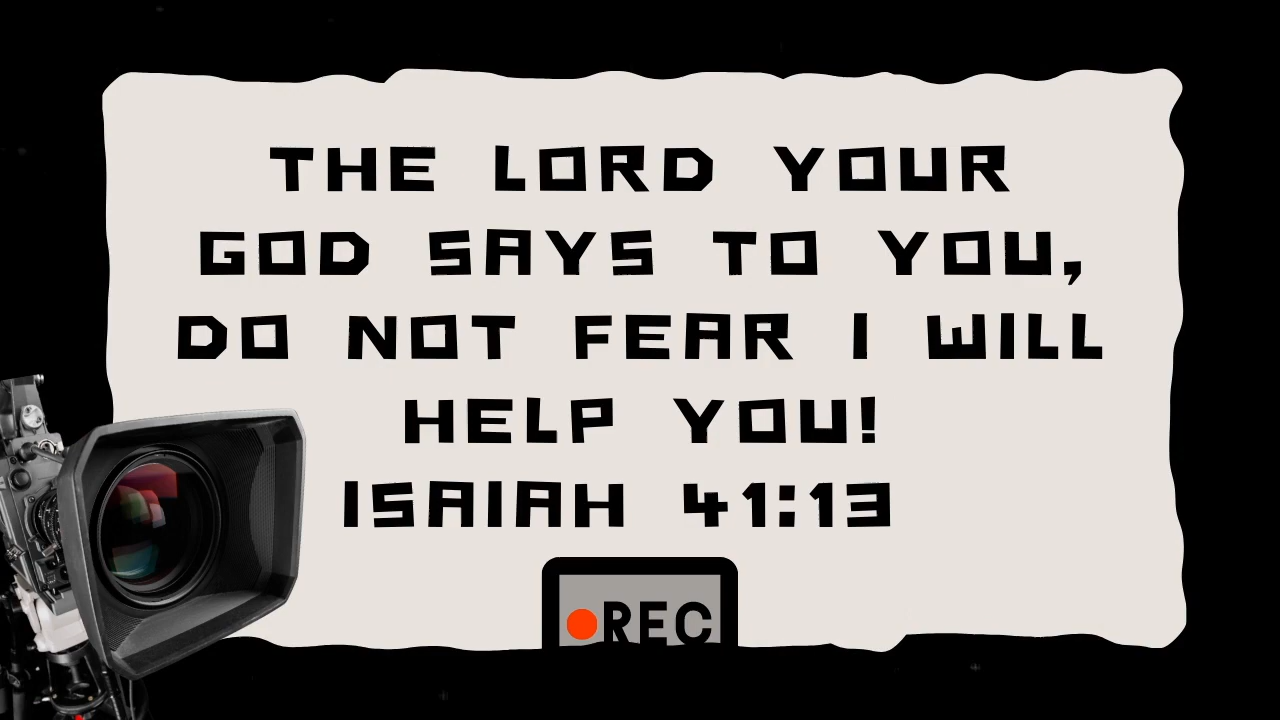 THE LORD YOUR
GOD SAYS TO YOU,
DO NOT FEAR I WILL
HELP YOU!
ISAIAH 41:13
REC